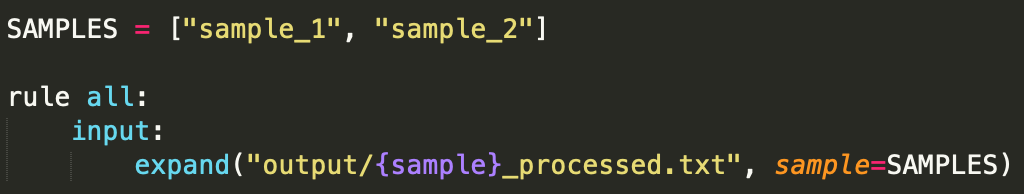 SAMPLES = ["sample_1", "sample_2"]
rule all:
input:
expand("output/{sample}_processed.txt", sample=SAMPLES)